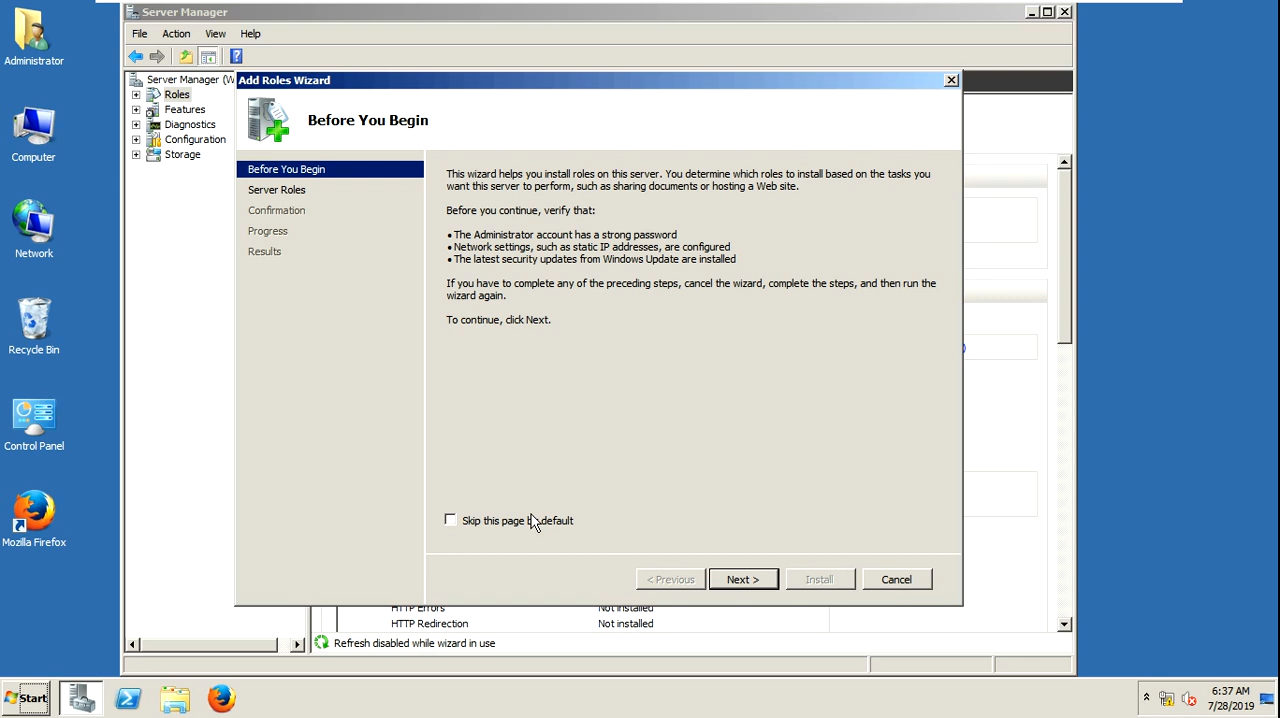 Administrator
Computer
Network
Recycle Bin
Control Panel
Mozilla Firefox
Server Manager
File Action View Help
Server Manager (W
Roles
Features
Diagnostics
Configuration
Storage
Add Roles Wizard
Before You Begin
Before You Begin
Server Roles
Confirmation
Progress
Results
This wizard helps you install roles on this server. You determine which roles to install based on the tasks you
want this server to perform, such as sharing documents or hosting a Web site.
Before you continue, verify that:
• The Administrator account has a strong password
• Network settings, such as static IP addresses, are configured
• The latest security updates from Windows Update are installed
If you have to complete any of the preceding steps, cancel the wizard, complete the steps, and then run the
wizard again.
To continue, click Next.
Skip this page by default
< Previous Next > Install Cancel
HTTP Errors Not installed
HTTP Redirection Not installed
Refresh disabled while wizard in use
Start
6:37 AM
7/28/2019